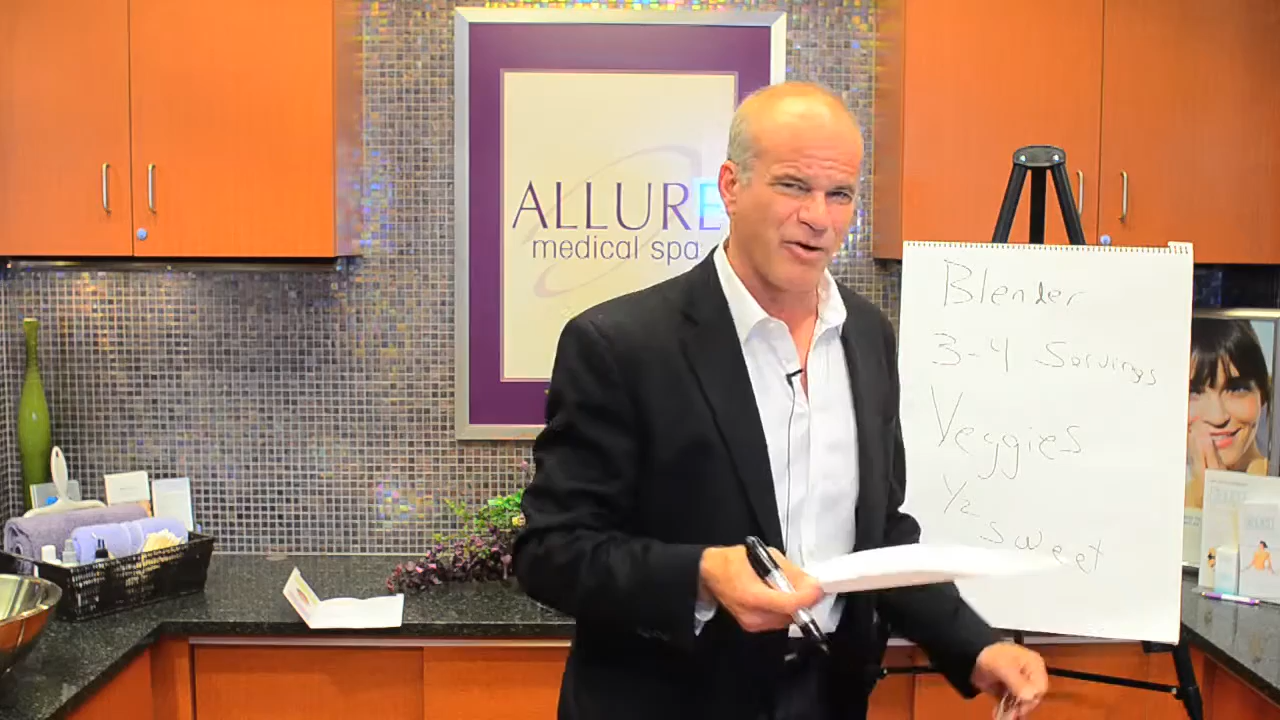 ALLURE
medical spa
Blender
3-4 Servings
Veggies
1/2
Sweet